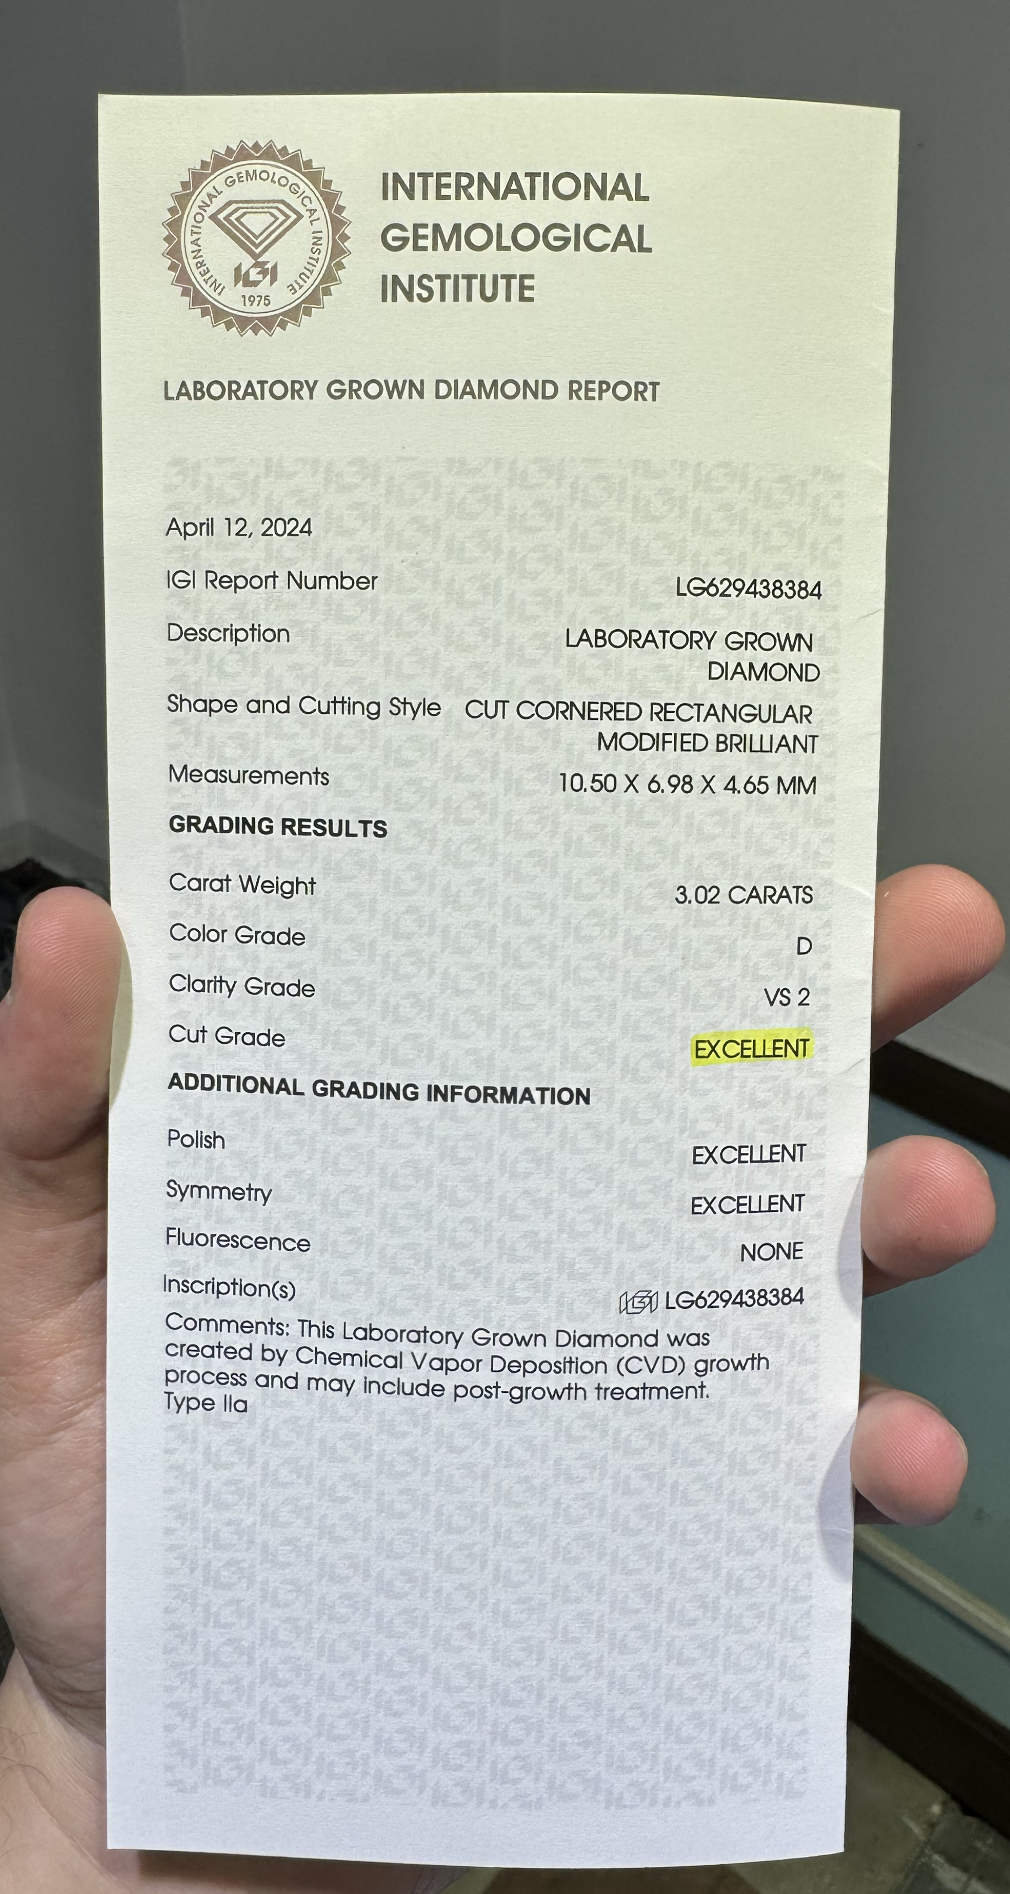 INTERNATIONAL GEMOLOGICAL INSTITUTE
IGI
1975
INTERNATIONAL
GEMOLOGICAL
INSTITUTE
LABORATORY GROWN DIAMOND REPORT
April 12, 2024
IGI Report Number LG629438384
Description LABORATORY GROWN
DIAMOND
Shape and Cutting Style CUT CORNERED RECTANGULAR
MODIFIED BRILLIANT
Measurements 10.50 X 6.98 X 4.65 MM
GRADING RESULTS
Carat Weight 3.02 CARATS
Color Grade D
Clarity Grade VS 2
Cut Grade EXCELLENT
ADDITIONAL GRADING INFORMATION
Polish EXCELLENT
Symmetry EXCELLENT
Fluorescence NONE
Inscription(s) IGI LG629438384
Comments: This Laboratory Grown Diamond was
created by Chemical Vapor Deposition (CVD) growth
process and may include post-growth treatment.
Type IIa